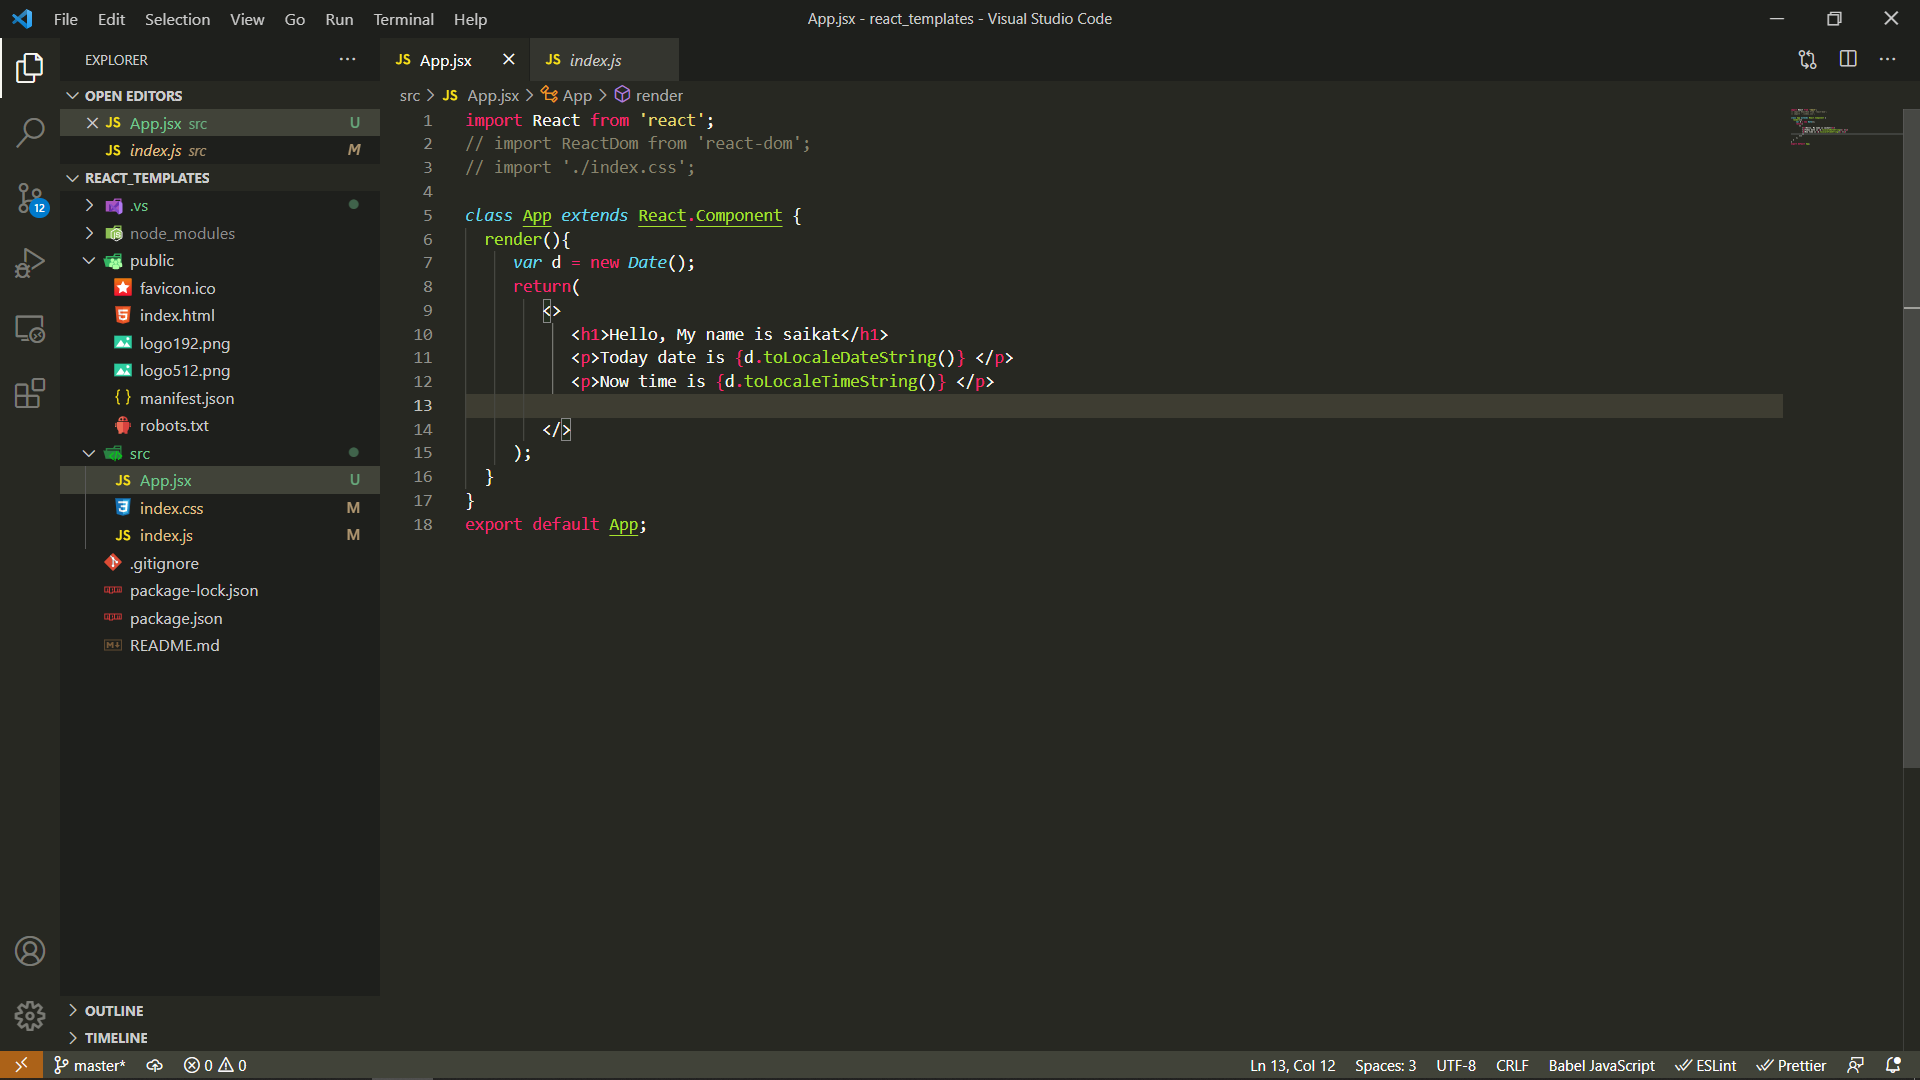 File Edit Selection View Go Run Terminal Help
App.jsx - react_templates - Visual Studio Code
EXPLORER
OPEN EDITORS
JS App.jsx src U
JS index.js src M
REACT_TEMPLATES
.vs
node_modules
public
favicon.ico
index.html
logo192.png
logo512.png
{} manifest.json
robots.txt
src
JS App.jsx U
index.css M
JS index.js M
.gitignore
package-lock.json
package.json
README.md
OUTLINE
TIMELINE
12
JS App.jsx
JS index.js
src > JS App.jsx > App > render
1 import React from 'react';
2 // import ReactDom from 'react-dom';
3 // import './index.css';
4
5 class App extends React.Component {
6 render(){
7 var d = new Date();
8 return(
9 <>
10 <h1>Hello, My name is saikat</h1>
11 <p>Today date is {d.toLocaleDateString()} </p>
12 <p>Now time is {d.toLocaleTimeString()} </p>
13
14 </>
15 );
16 }
17 }
18 export default App;
master* 0 0
Ln 13, Col 12 Spaces: 3 UTF-8 CRLF Babel JavaScript ESLint Prettier